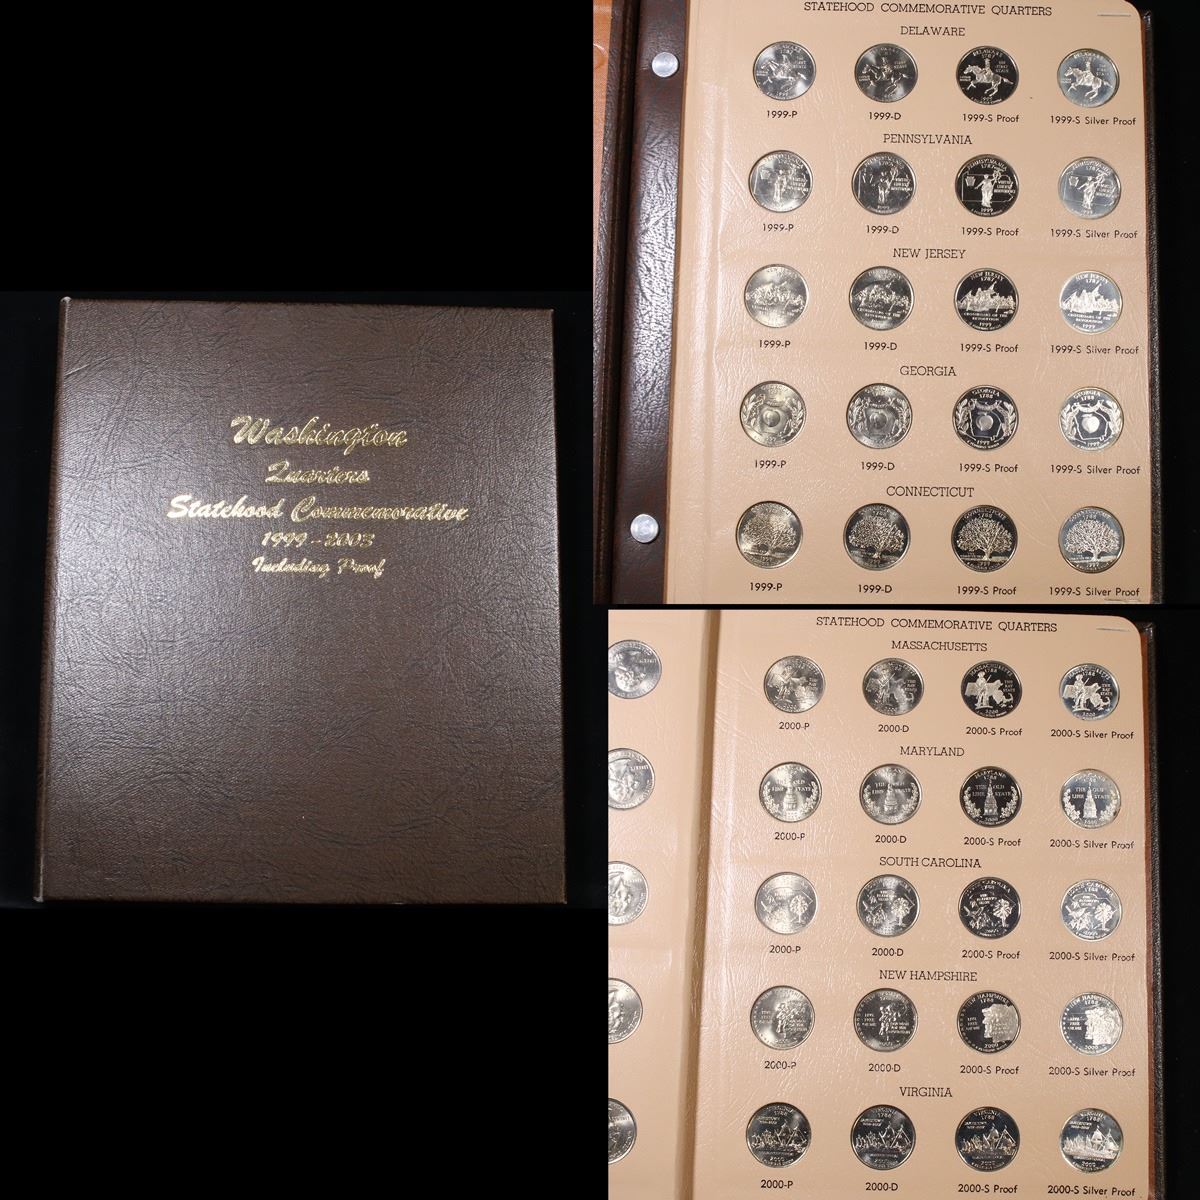 Washington
Quarters
Statehood Commemorative
1999-2003
Including Proof
STATEHOOD COMMEMORATIVE QUARTERS
DELAWARE
1999-P 1999-D 1999-S Proof 1999-S Silver Proof
PENNSYLVANIA
1999-P 1999-D 1999-S Proof 1999-S Silver Proof
NEW JERSEY
1999-P 1999-D 1999-S Proof 1999-S Silver Proof
GEORGIA
1999-P 1999-D 1999-S Proof 1999-S Silver Proof
CONNECTICUT
1999-P 1999-D 1999-S Proof 1999-S Silver Proof
STATEHOOD COMMEMORATIVE QUARTERS
MASSACHUSETTS
2000-P 2000-D 2000-S Proof 2000-S Silver Proof
MARYLAND
2000-P 2000-D 2000-S Proof 2000-S Silver Proof
SOUTH CAROLINA
2000-P 2000-D 2000-S Proof 2000-S Silver Proof
NEW HAMPSHIRE
2000-P 2000-D 2000-S Proof 2000-S Silver Proof
VIRGINIA
2000-P 2000-D 2000-S Proof 2000-S Silver Proof